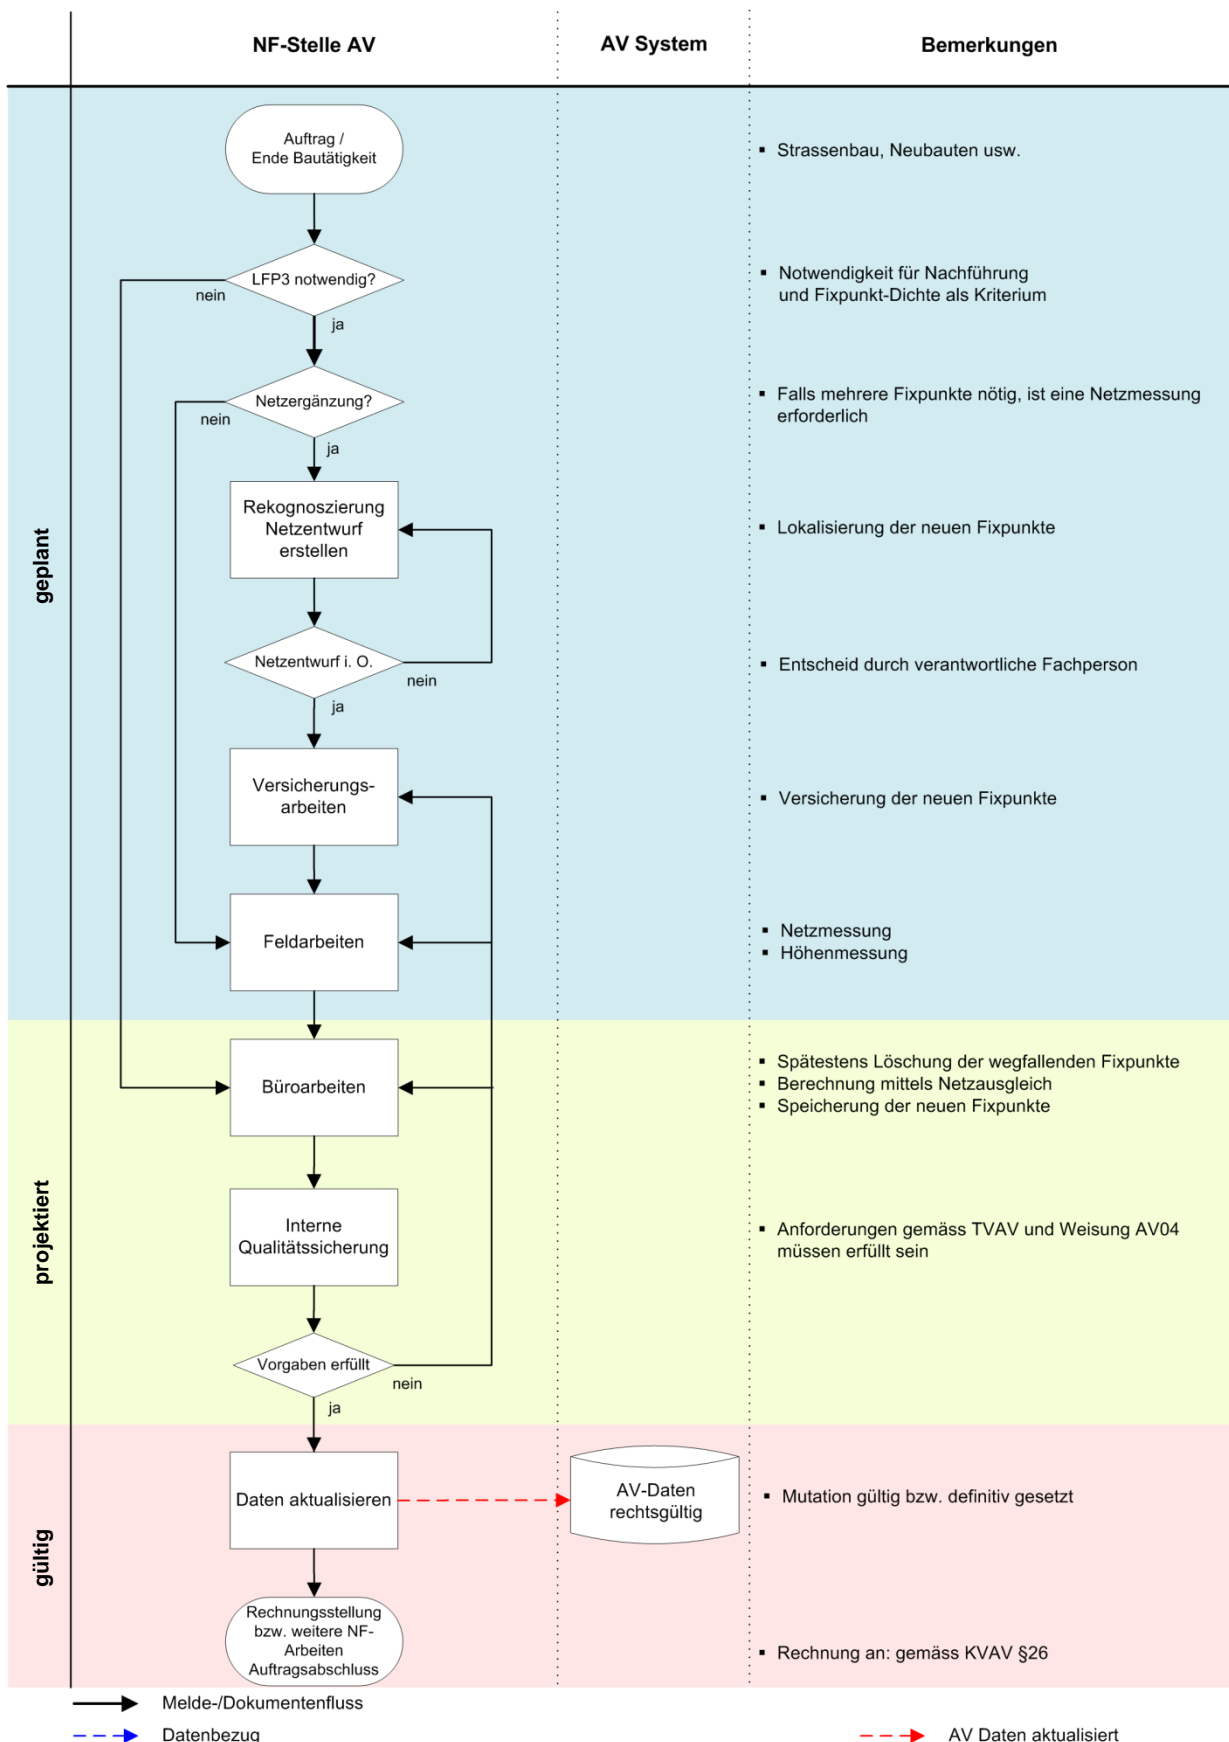 NF-Stelle AV
AV System
Bemerkungen
geplant
Auftrag /
Ende Bautätigkeit
▪ Strassenbau, Neubauten usw.
LFP3 notwendig?
nein
ja
▪ Notwendigkeit für Nachführung
und Fixpunkt-Dichte als Kriterium
Netzergänzung?
nein
ja
▪ Falls mehrere Fixpunkte nötig, ist eine Netzmessung
erforderlich
Rekognoszierung
Netzentwurf
erstellen
▪ Lokalisierung der neuen Fixpunkte
Netzentwurf i. O.
nein
ja
▪ Entscheid durch verantwortliche Fachperson
Versicherungs-
arbeiten
▪ Versicherung der neuen Fixpunkte
Feldarbeiten
▪ Netzmessung
▪ Höhenmessung
projektiert
Büroarbeiten
▪ Spätestens Löschung der wegfallenden Fixpunkte
▪ Berechnung mittels Netzausgleich
▪ Speicherung der neuen Fixpunkte
Interne
Qualitätssicherung
▪ Anforderungen gemäss TVAV und Weisung AV04
müssen erfüllt sein
Vorgaben erfüllt
nein
ja
gültig
Daten aktualisieren
AV-Daten
rechtsgültig
▪ Mutation gültig bzw. definitiv gesetzt
Rechnungsstellung
bzw. weitere NF-
Arbeiten
Auftragsabschluss
▪ Rechnung an: gemäss KVAV §26
Melde-/Dokumentenfluss
Datenbezug
AV Daten aktualisiert